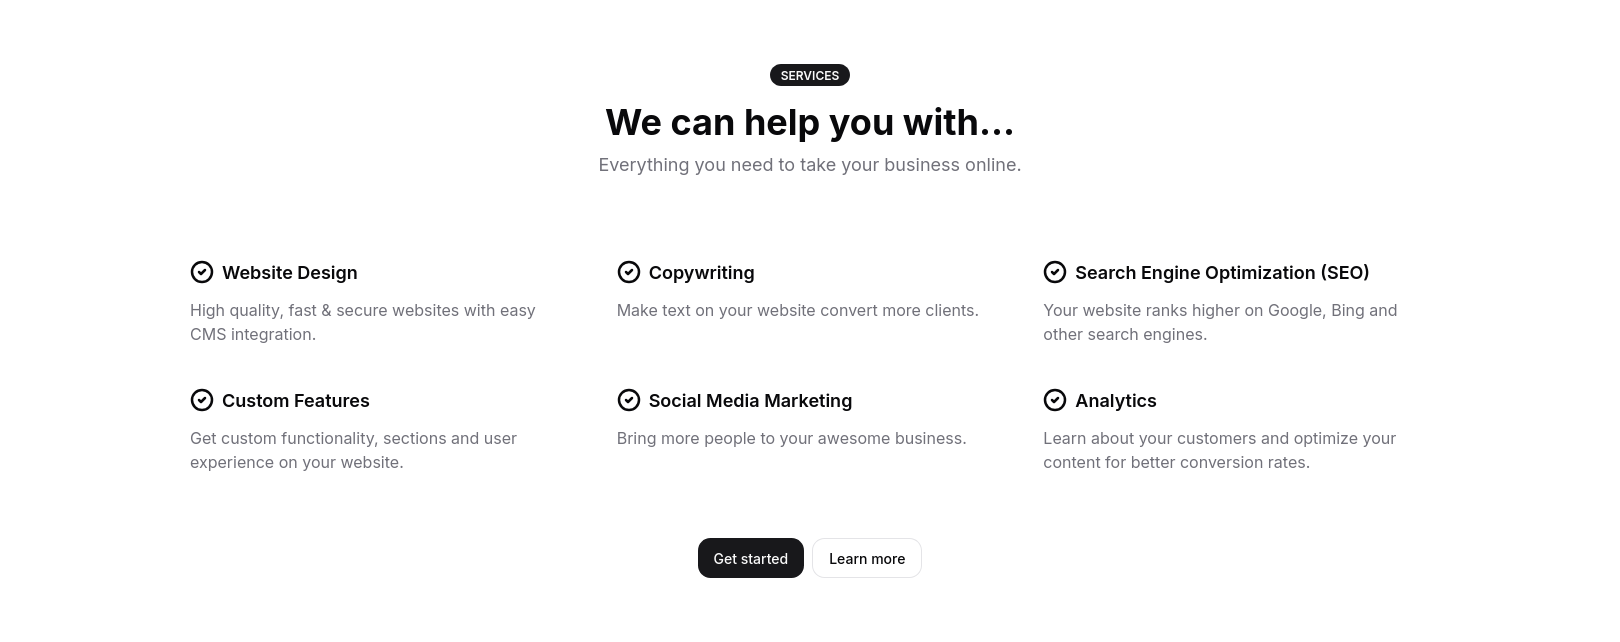 SERVICES
We can help you with...
Everything you need to take your business online.
Website Design
High quality, fast & secure websites with easy
CMS integration.
Copywriting
Make text on your website convert more clients.
Search Engine Optimization (SEO)
Your website ranks higher on Google, Bing and
other search engines.
Custom Features
Get custom functionality, sections and user
experience on your website.
Social Media Marketing
Bring more people to your awesome business.
Analytics
Learn about your customers and optimize your
content for better conversion rates.
Get started
Learn more